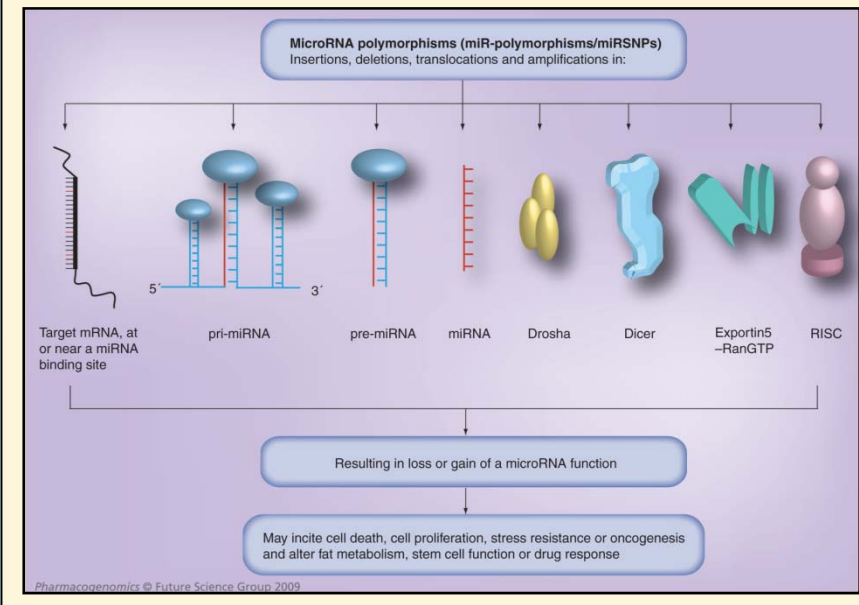 MicroRNA polymorphisms (miR-polymorphisms/miRSNPs)
Insertions, deletions, translocations and amplifications in:
5´
3´
Target mRNA, at
or near a miRNA
binding site
pri-miRNA
pre-miRNA
miRNA
Drosha
Dicer
Exportin5
–RanGTP
RISC
Resulting in loss or gain of a microRNA function
May incite cell death, cell proliferation, stress resistance or oncogenesis
and alter fat metabolism, stem cell function or drug response
Pharmacogenomics © Future Science Group 2009